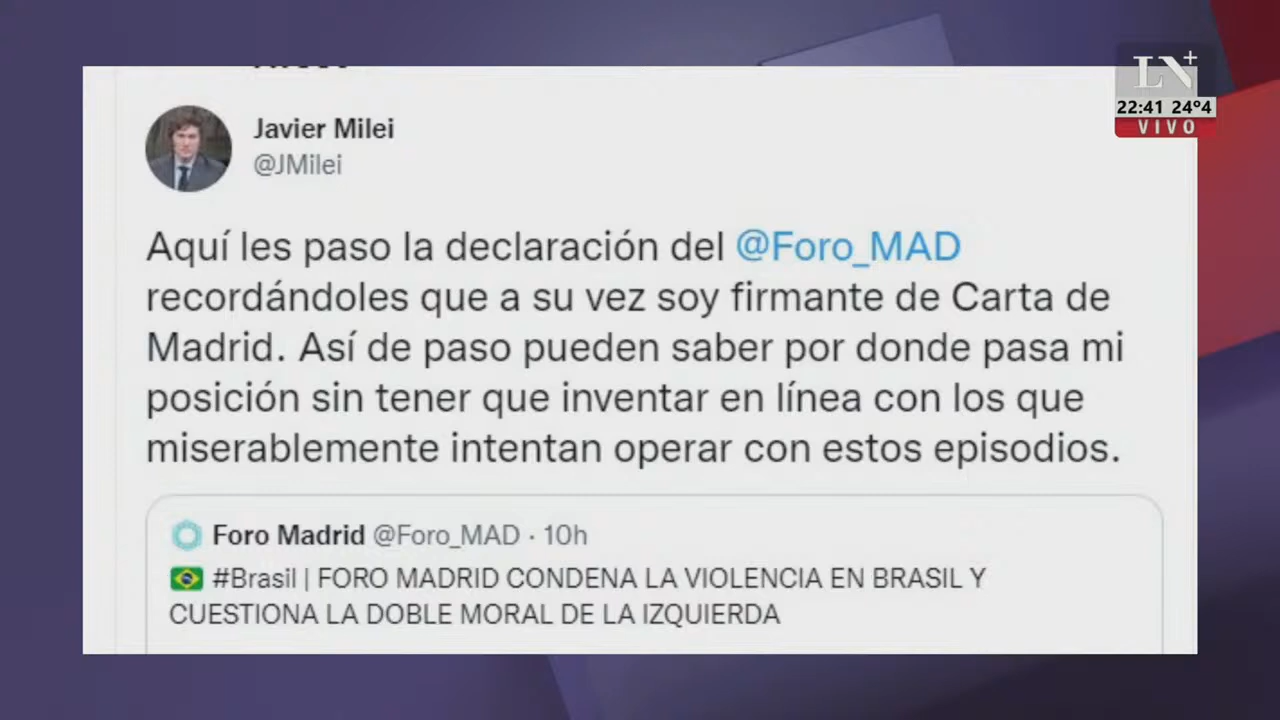 LN+
22:41 24°4
VIVO
Javier Milei
@JMilei
Aquí les paso la declaración del @Foro_MAD
recordándoles que a su vez soy firmante de Carta de
Madrid. Así de paso pueden saber por donde pasa mi
posición sin tener que inventar en línea con los que
miserablemente intentan operar con estos episodios.
Foro Madrid @Foro_MAD · 10h
🇧🇷 #Brasil | FORO MADRID CONDENA LA VIOLENCIA EN BRASIL Y
CUESTIONA LA DOBLE MORAL DE LA IZQUIERDA